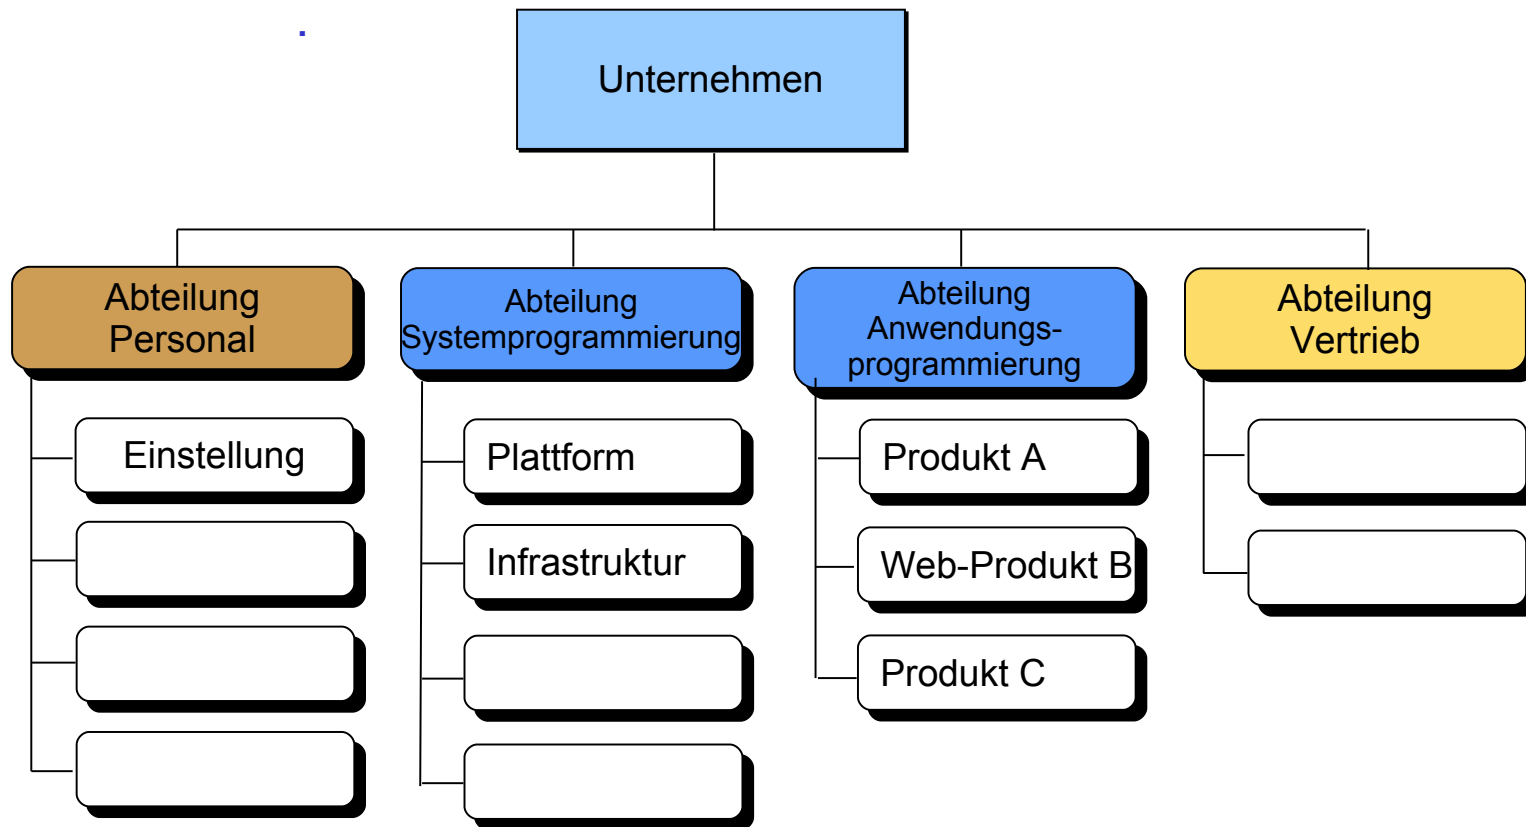 .
Unternehmen
Abteilung
Personal
Abteilung
Systemprogrammierung
Abteilung
Anwendungs-
programmierung
Abteilung
Vertrieb
Einstellung
Plattform
Infrastruktur
Produkt A
Web-Produkt B
Produkt C